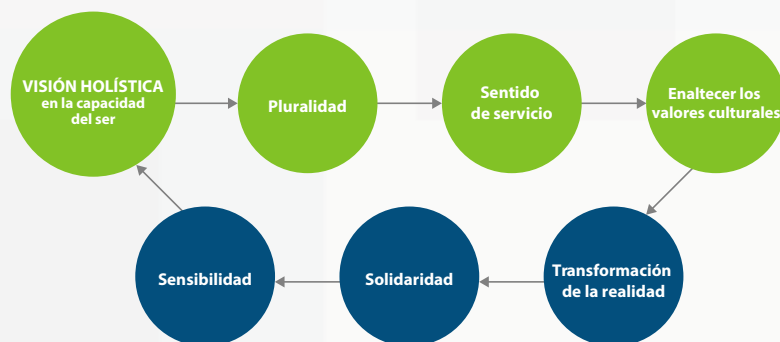 VISIÓN HOLÍSTICA
en la capacidad
del ser
Pluralidad
Sentido
de servicio
Enaltecer los
valores culturales
Transformación
de la realidad
Solidaridad
Sensibilidad